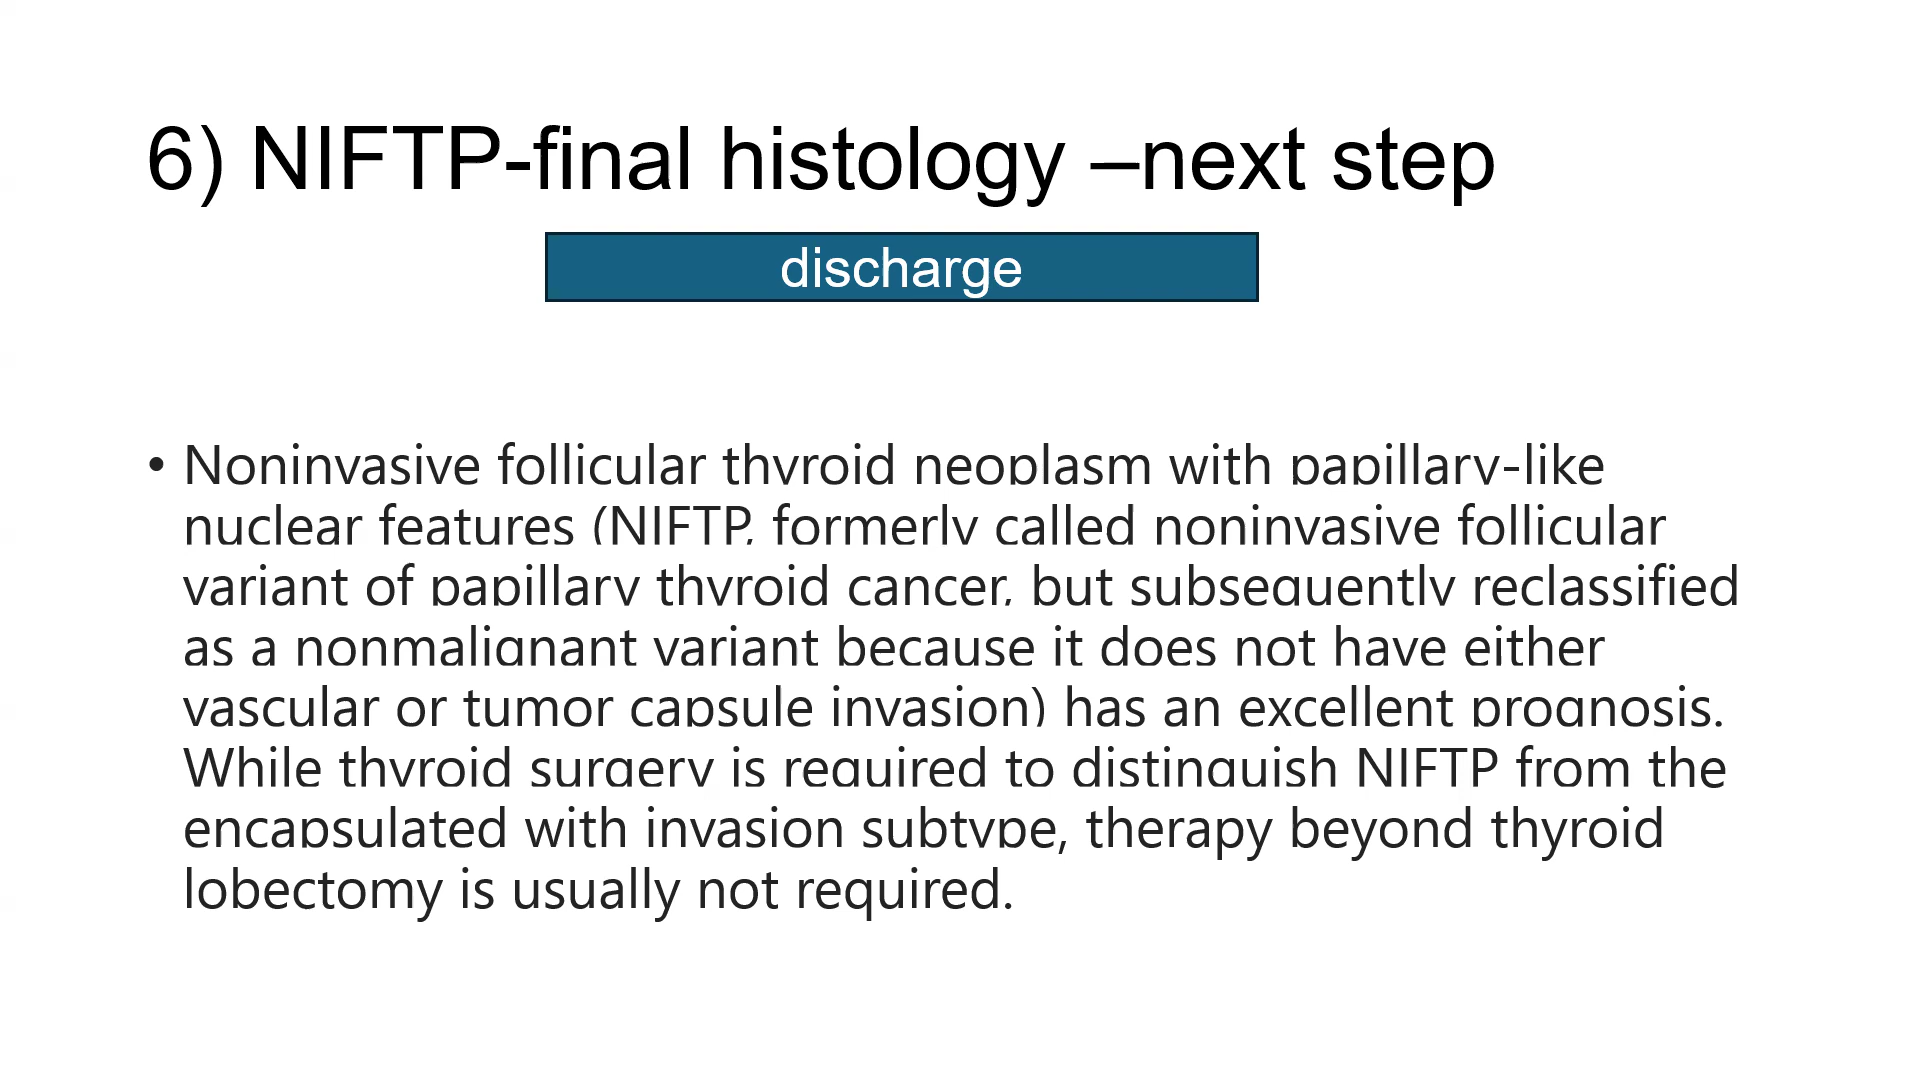 6) NIFTP-final histology –next step
discharge
• Noninvasive follicular thyroid neoplasm with papillary-like
nuclear features (NIFTP, formerly called noninvasive follicular
variant of papillary thyroid cancer, but subsequently reclassified
as a nonmalignant variant because it does not have either
vascular or tumor capsule invasion) has an excellent prognosis.
While thyroid surgery is required to distinguish NIFTP from the
encapsulated with invasion subtype, therapy beyond thyroid
lobectomy is usually not required.